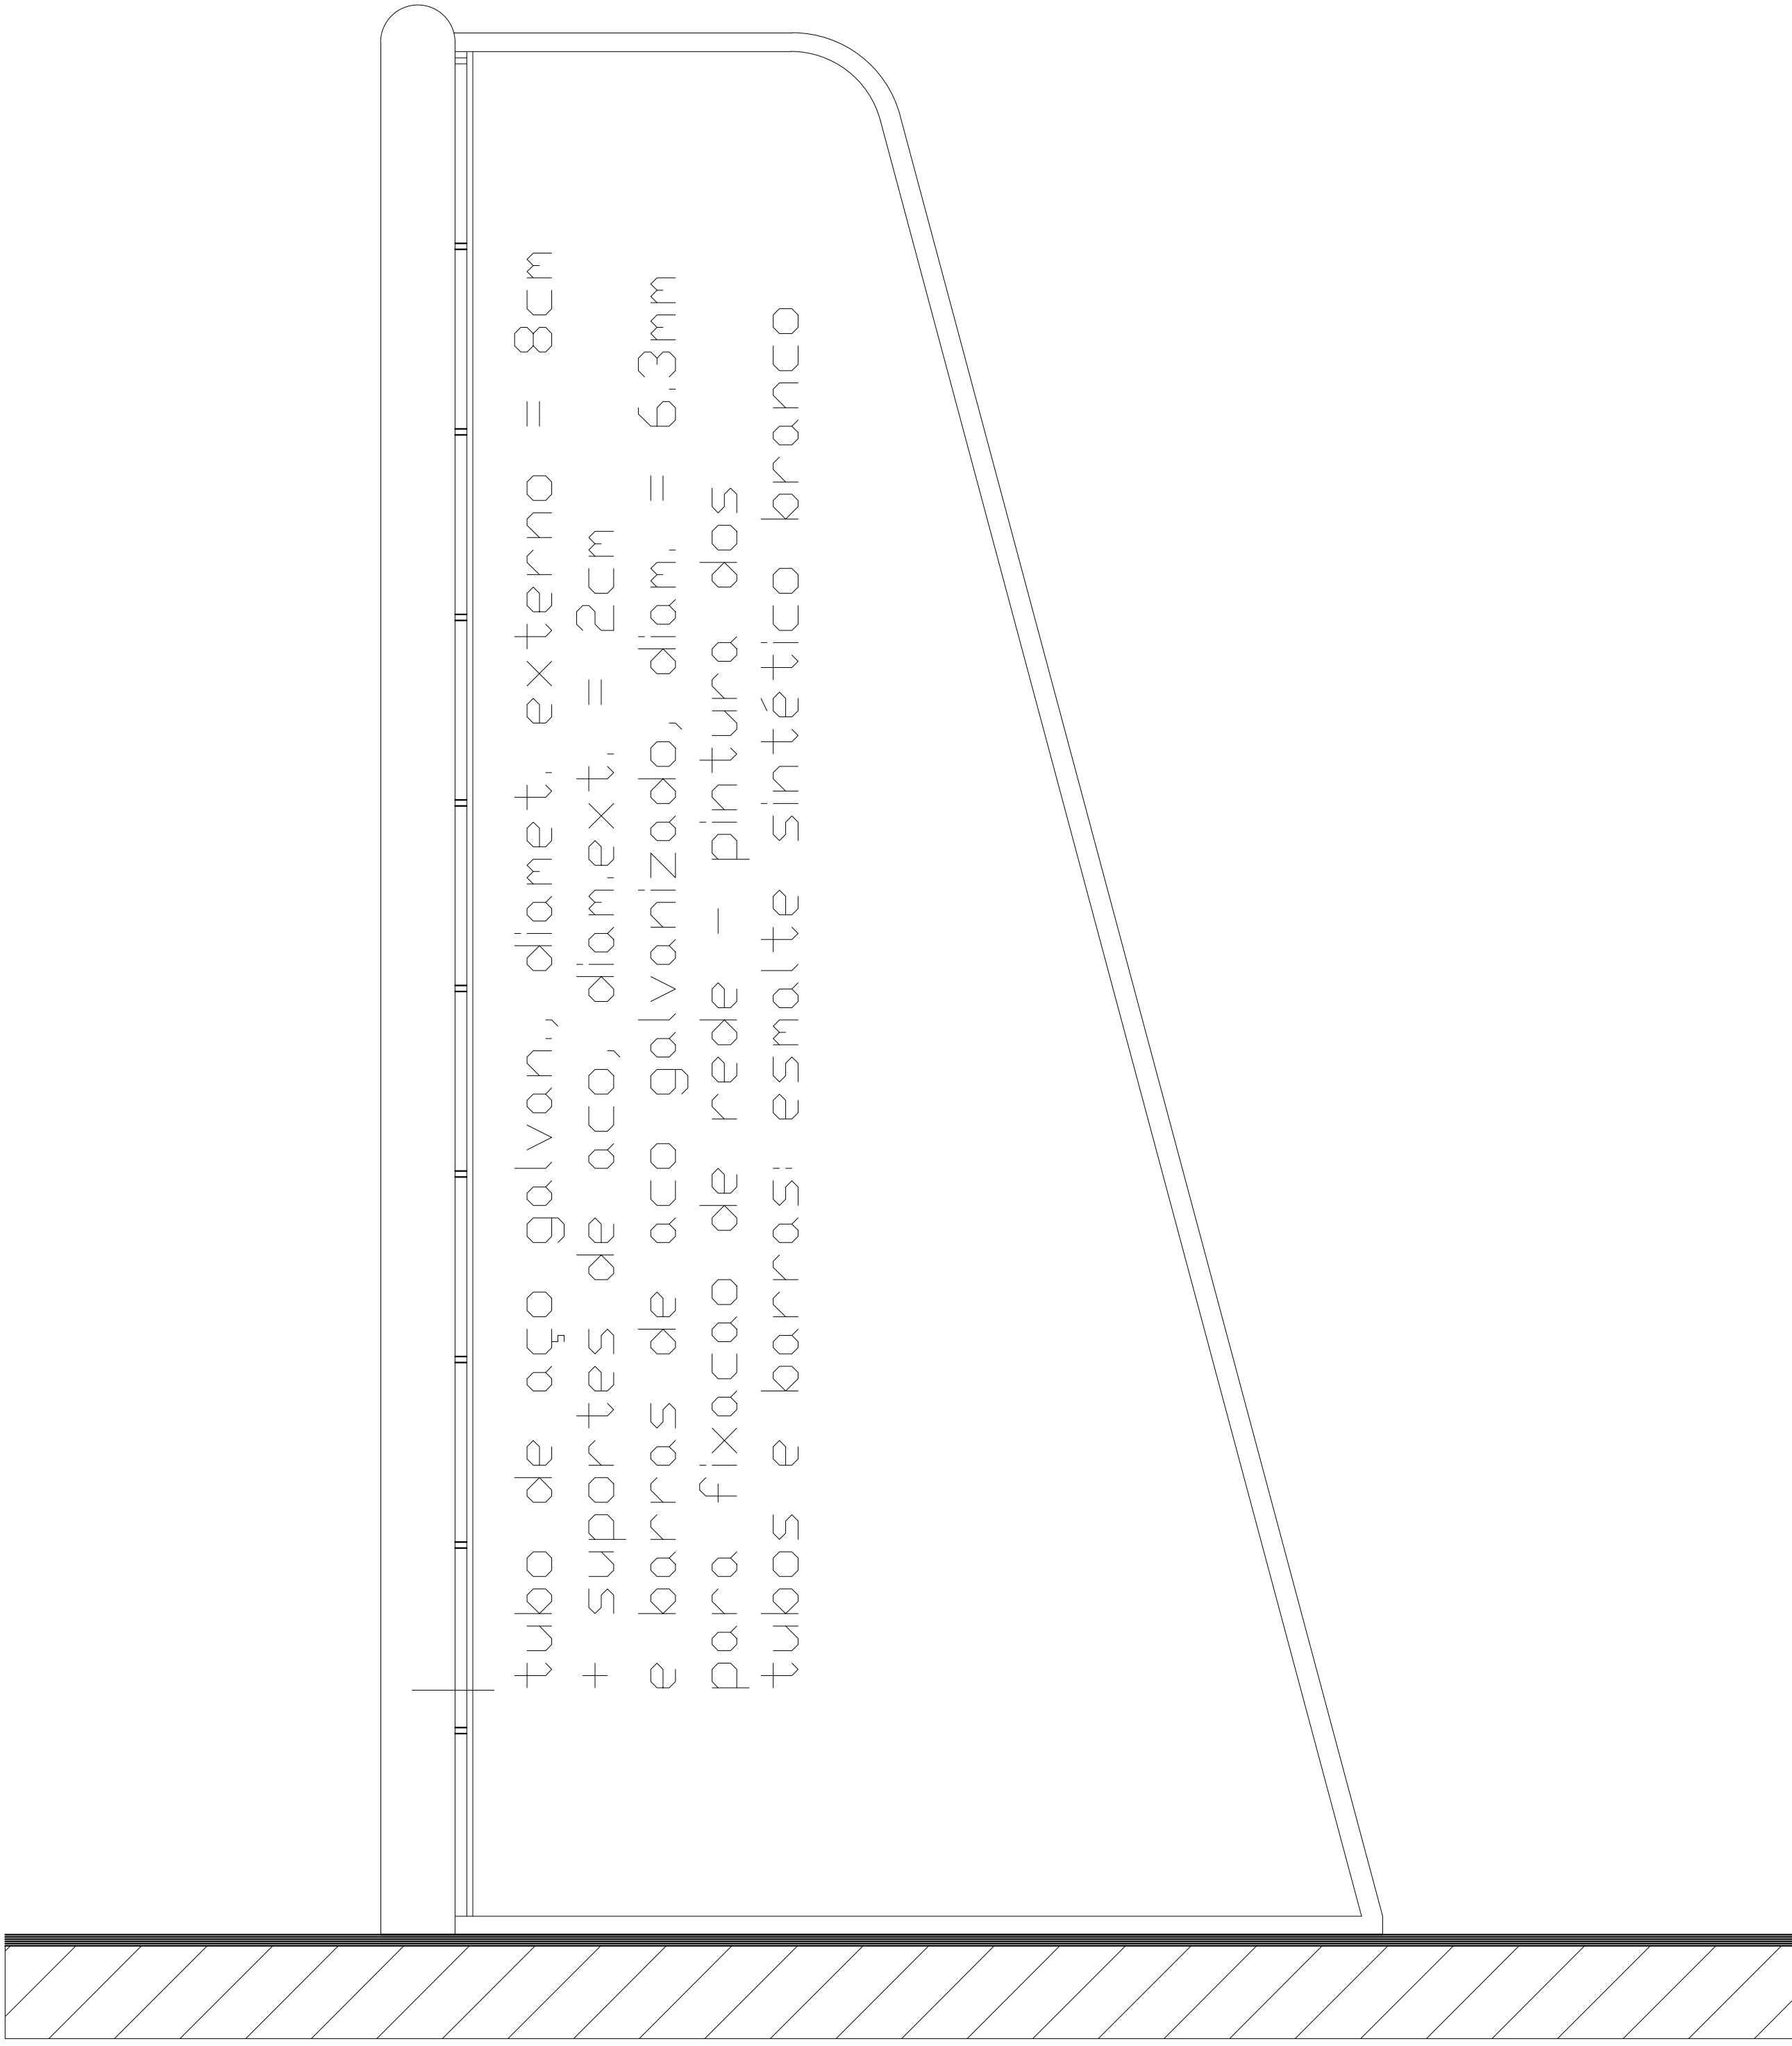 tubo de aço galvan., diamet. externo = 8cm
+ suportes de aco, diam.ext. = 2cm
e barras de aco galvanizado, diam. = 6.3mm
para fixacao de rede - pintura dos
tubos e barras: esmalte sintético branco